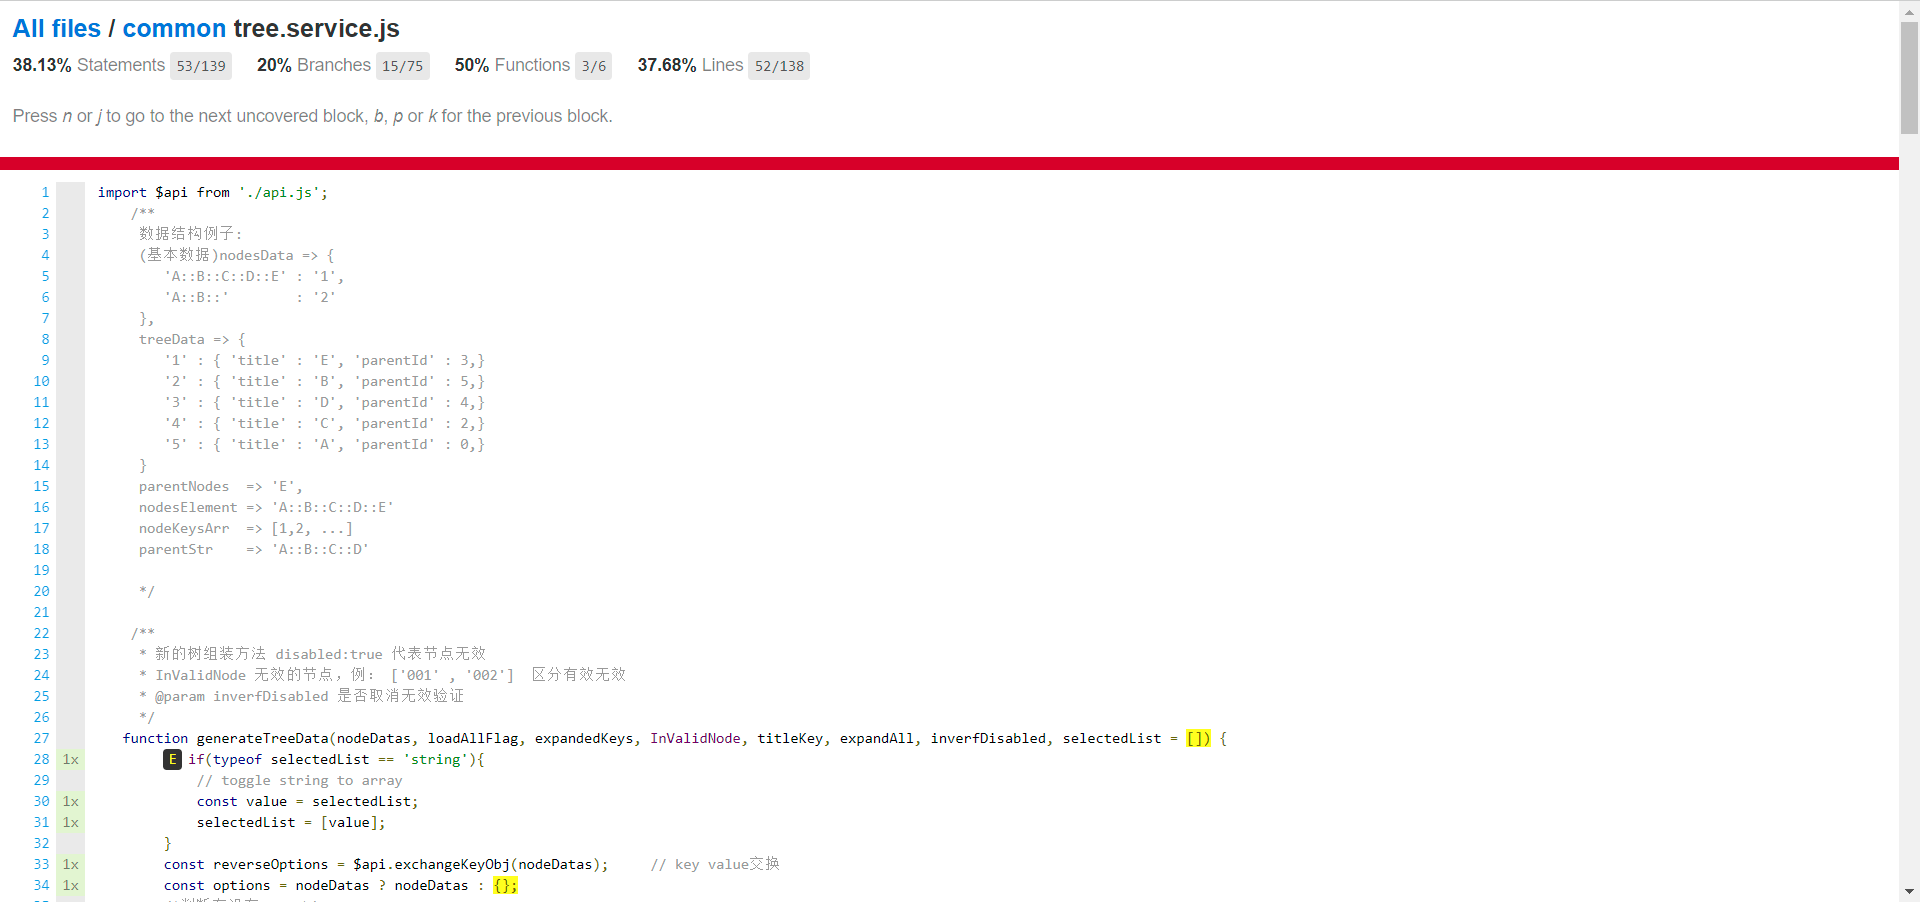 All files / common tree.service.js
38.13% Statements 53/139 20% Branches 15/75 50% Functions 3/6 37.68% Lines 52/138
Press n or j to go to the next uncovered block, b, p or k for the previous block.
1 import $api from './api.js';
2 /**
3 数据结构例子：
4 (基本数据)nodesData => {
5 'A::B::C::D::E' : '1',
6 'A::B::' : '2'
7 },
8 treeData => {
9 '1' : { 'title' : 'E', 'parentId' : 3,}
10 '2' : { 'title' : 'B', 'parentId' : 5,}
11 '3' : { 'title' : 'D', 'parentId' : 4,}
12 '4' : { 'title' : 'C', 'parentId' : 2,}
13 '5' : { 'title' : 'A', 'parentId' : 0,}
14 }
15 parentNodes => 'E',
16 nodesElement => 'A::B::C::D::E'
17 nodeKeysArr => [1,2, ...]
18 parentStr => 'A::B::C::D'
19
20 */
21
22 /**
23 * 新的树组装方法 disabled:true 代表节点无效
24 * InValidNode 无效的节点，例： ['001' , '002'] 区分有效无效
25 * @param inverfDisabled 是否取消无效验证
26 */
27 function generateTreeData(nodeDatas, loadAllFlag, expandedKeys, InValidNode, titleKey, expandAll, inverfDisabled, selectedList = []) {
28 1x E if(typeof selectedList == 'string'){
29 // toggle string to array
30 1x const value = selectedList;
31 1x selectedList = [value];
32 }
33 1x const reverseOptions = $api.exchangeKeyObj(nodeDatas); // key value交换
34 1x const options = nodeDatas ? nodeDatas : {};